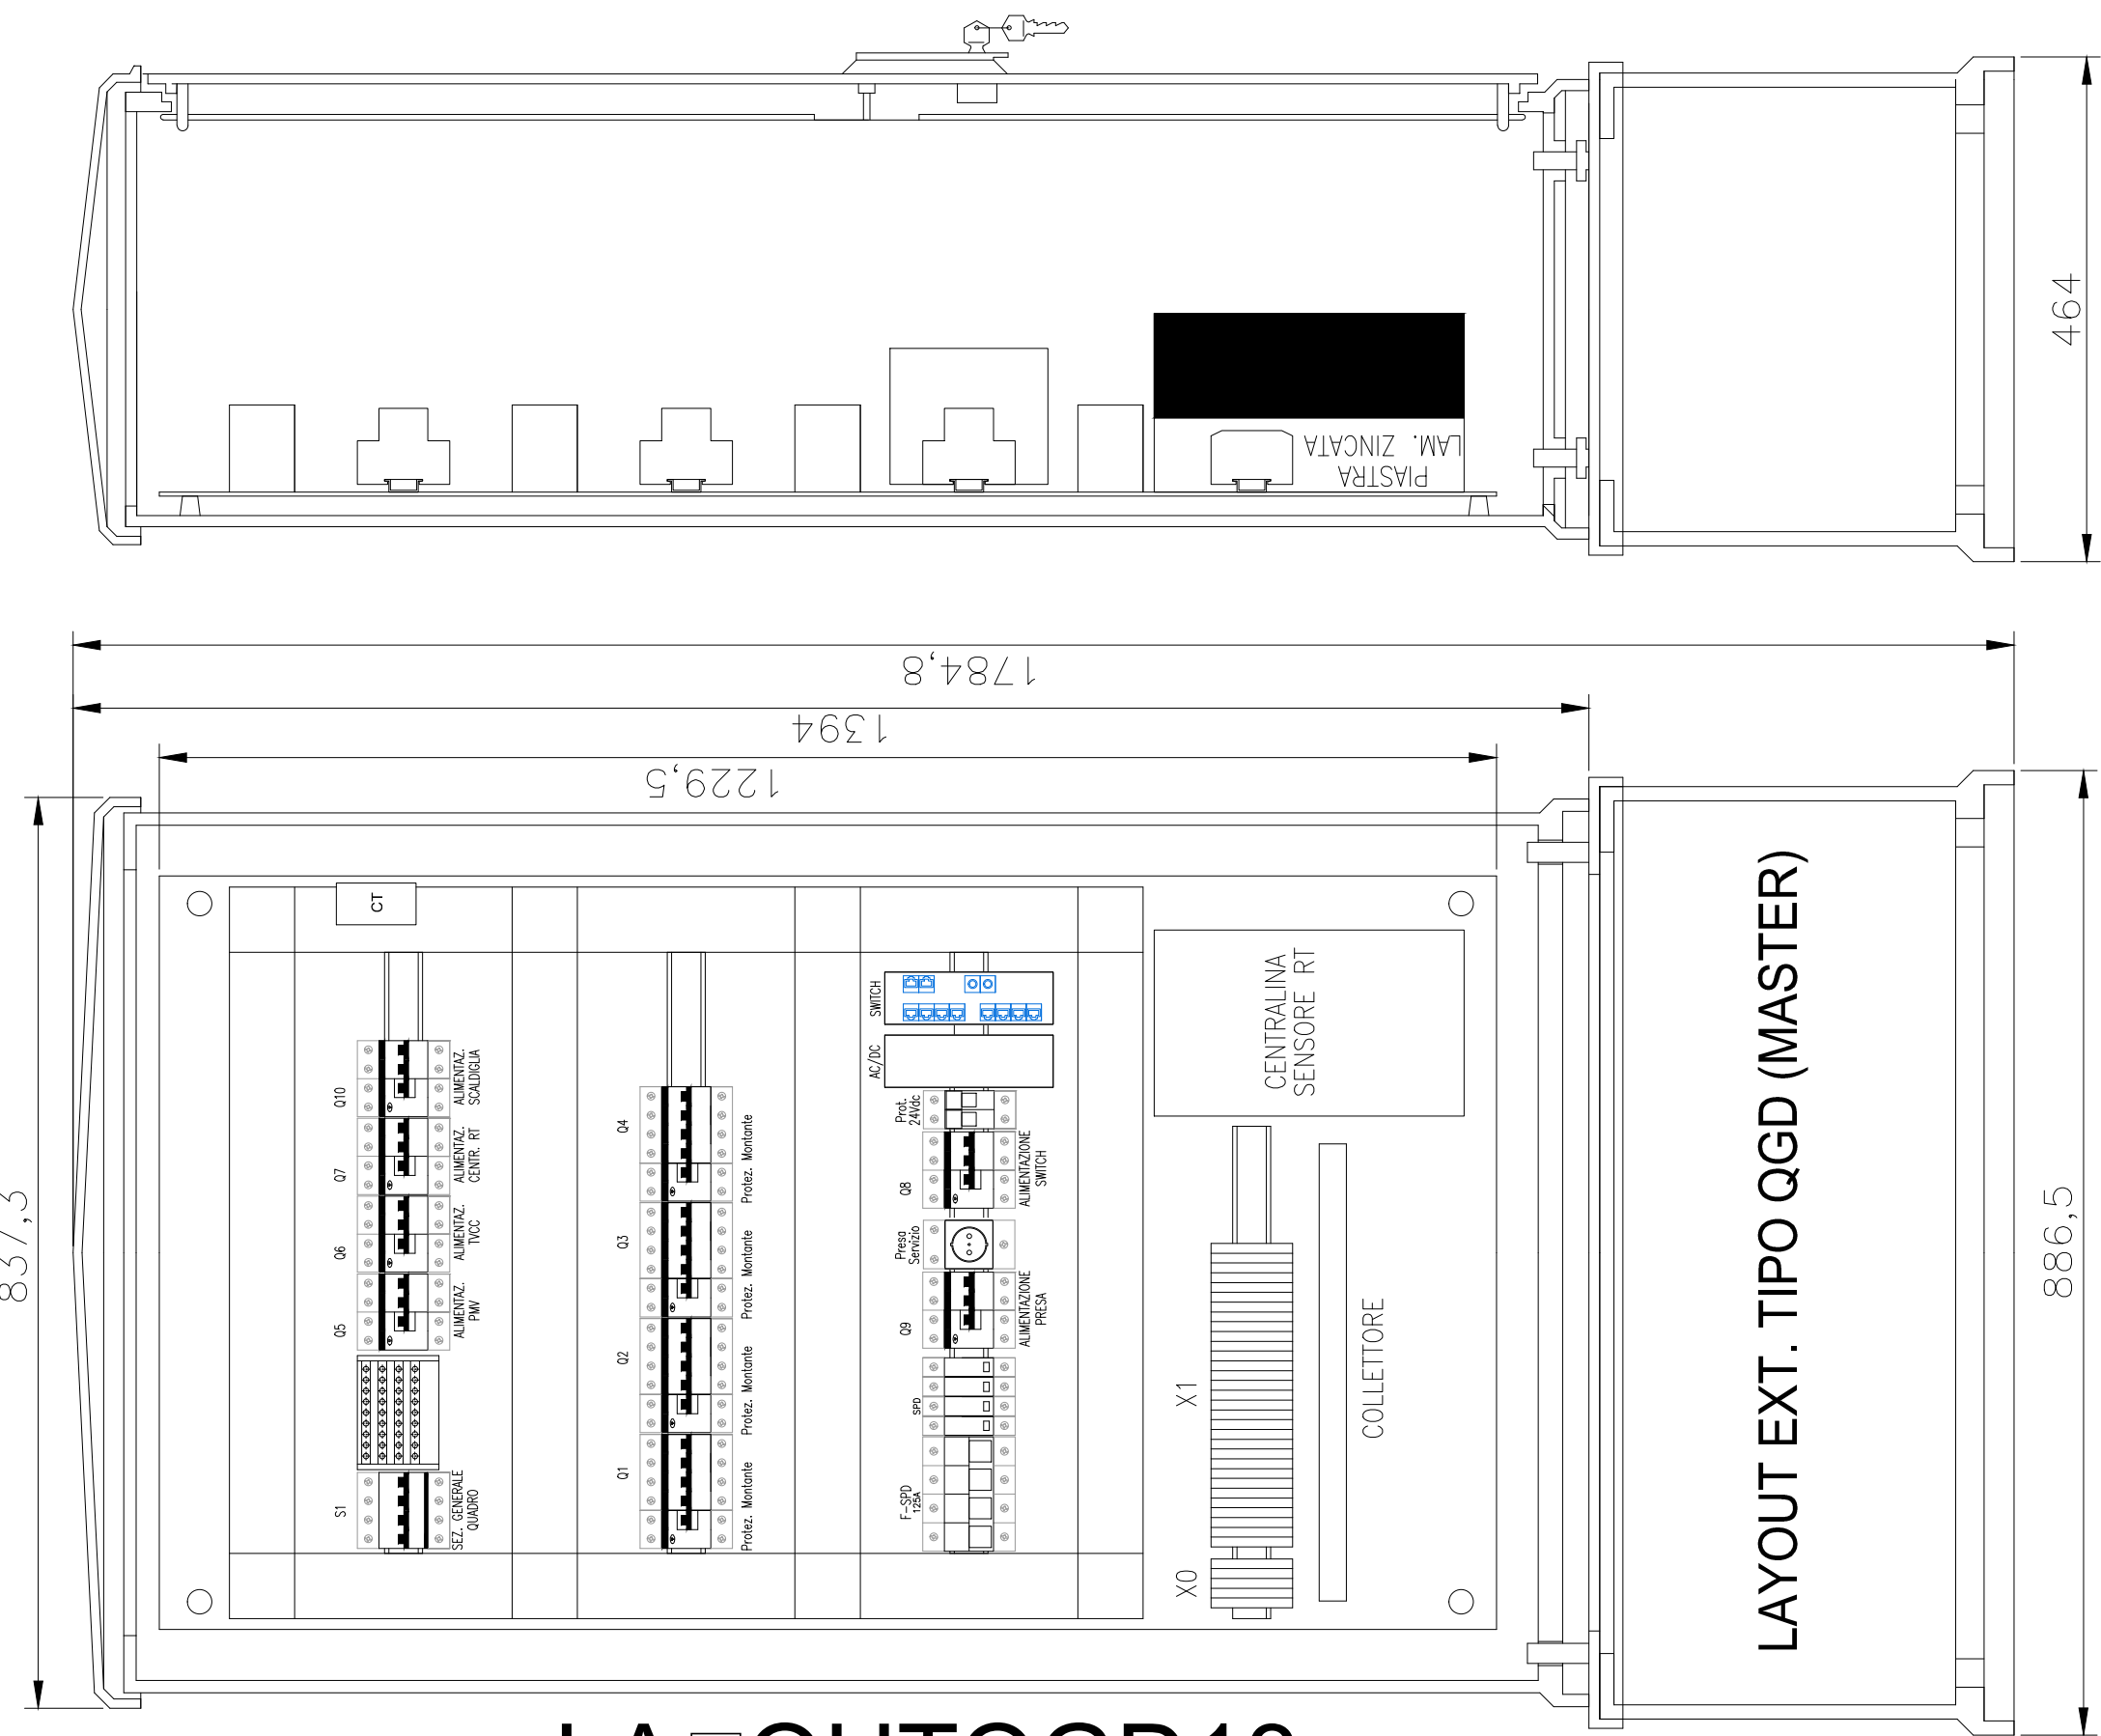 PIASTRA
LAM. ZINCATA
464
1784,8
1394
1229,5
837,3
886,5
CT
S1
SEZ. GENERALE
QUADRO
Q5
ALIMENTAZ.
PMV
Q6
ALIMENTAZ.
TVCC
Q7
ALIMENTAZ.
CENTR. RT
Q10
ALIMENTAZ.
SCALDIGLIA
Q1
Protez. Montante
Q2
Protez. Montante
Q3
Protez. Montante
Q4
Protez. Montante
F-SPD
125A
SPD
Q9
ALIMENTAZIONE
PRESA
Presa
Servizio
Q8
ALIMENTAZIONE
SWITCH
Prot.
24Vdc
AC/DC
SWITCH
CENTRALINA
SENSORE RT
X0
X1
COLLETTORE
LAYOUT EXT. TIPO QGD (MASTER)